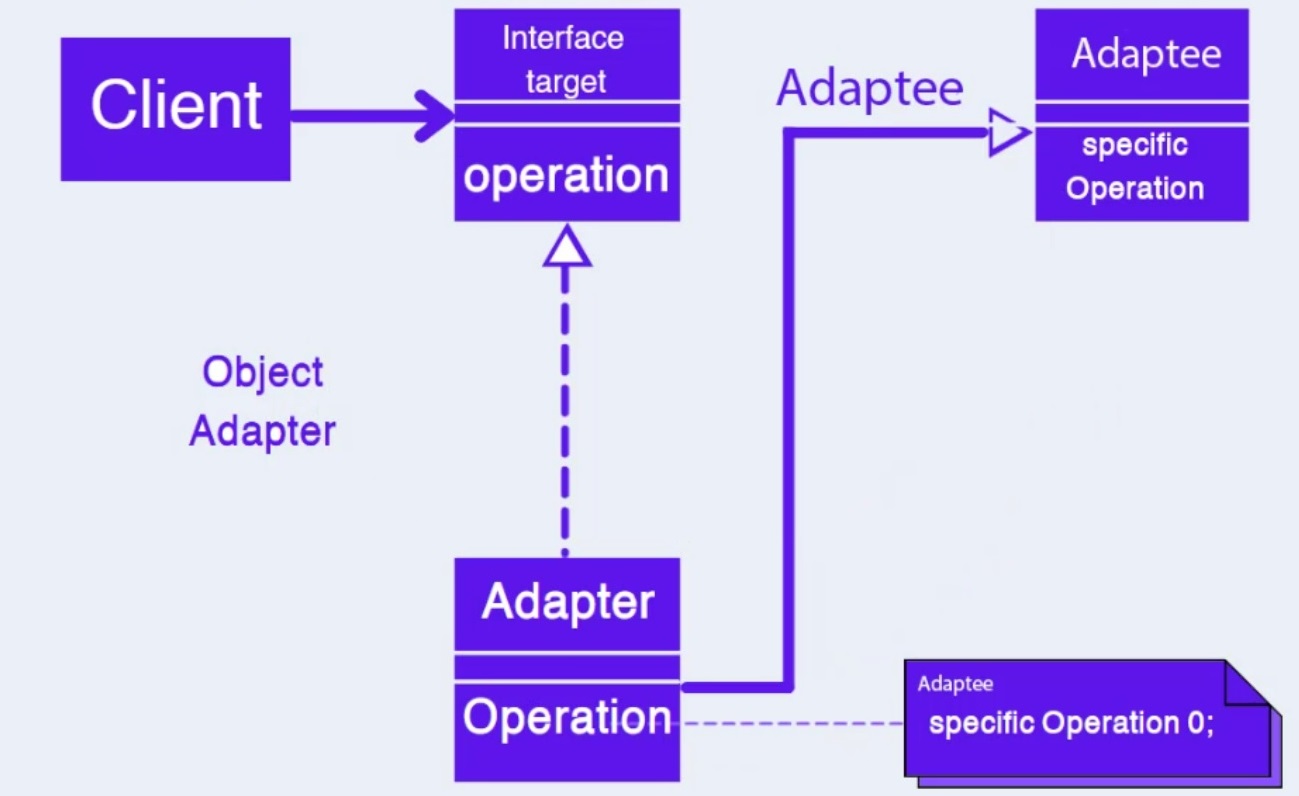 Client
Interface
target
operation
Adaptee
Adaptee
specific
Operation
Object
Adapter
Adapter
Operation
Adaptee
specific Operation 0;